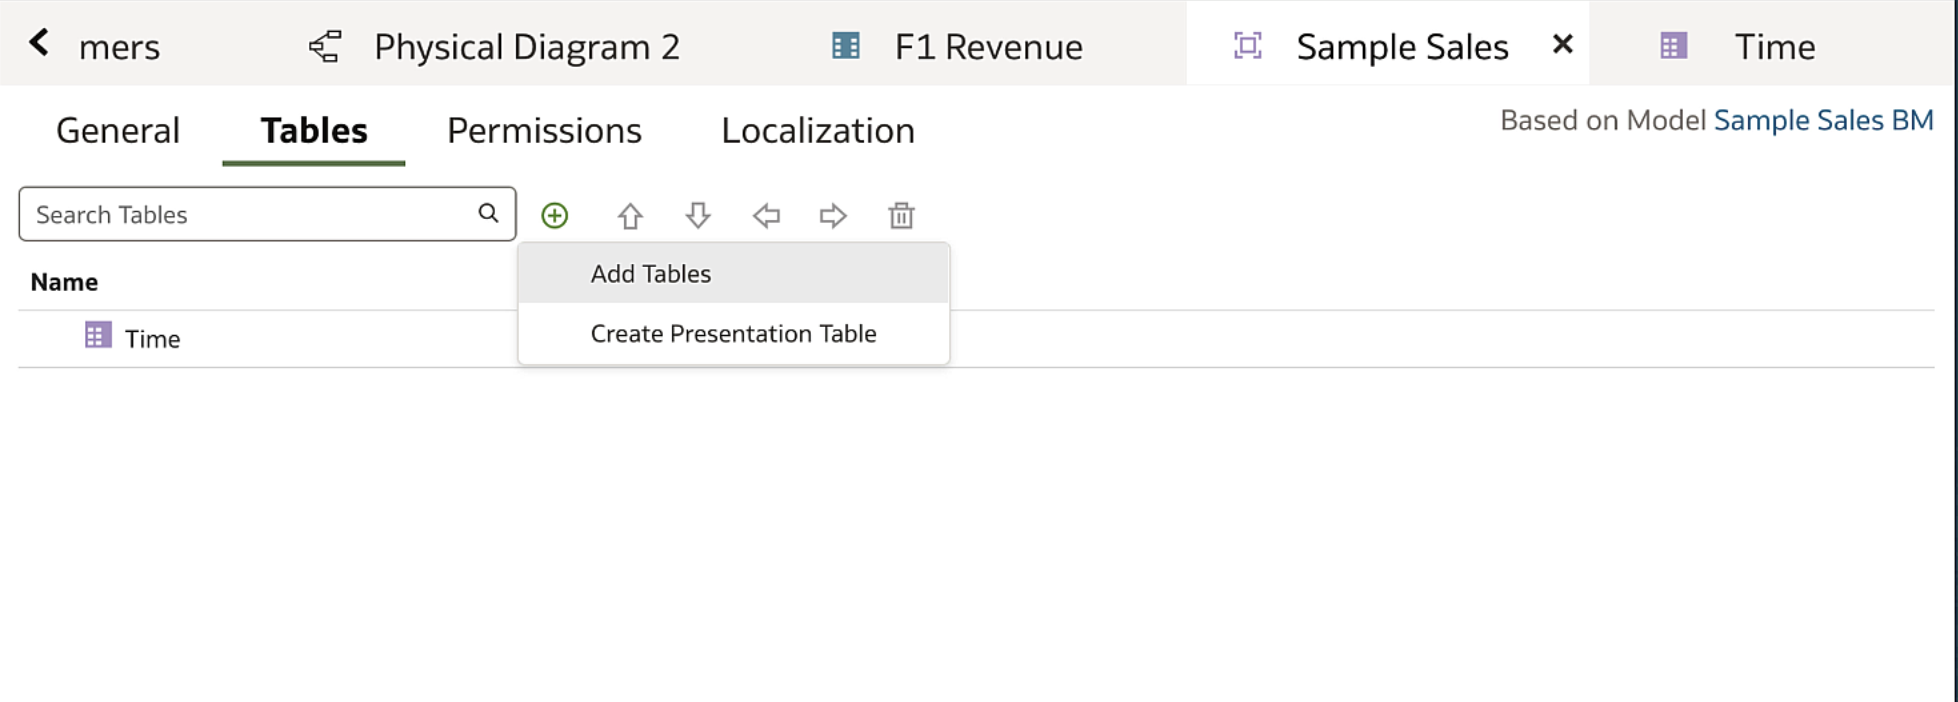 mers Physical Diagram 2 F1 Revenue Sample Sales Time
General Tables Permissions Localization Based on Model Sample Sales BM
Search Tables
Add Tables
Name
Create Presentation Table
Time